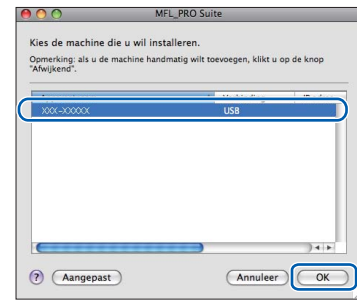 MFL_PRO Suite
Kies de machine die u wil installeren.
Opmerking: als u de machine handmatig wilt toevoegen, klikt u op de knop
"Afwijkend".
XXX-XXXXX USB
? Aangepast Annuleer OK